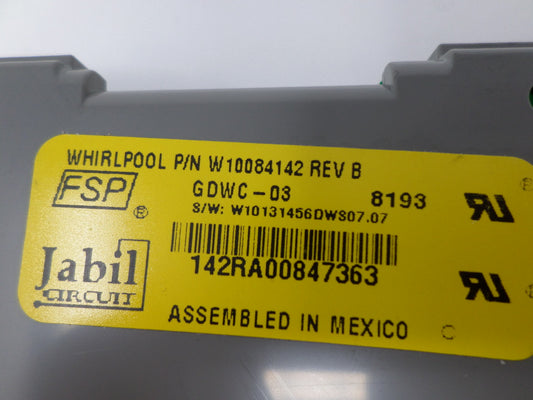 WHIRLPOOL P/N W10084142 REV B
FSP ®
GDWC-03 8193
S/W: W10131456DWS07.07
142RA00847363
Jabil
CIRCUIT
ASSEMBLED IN MEXICO